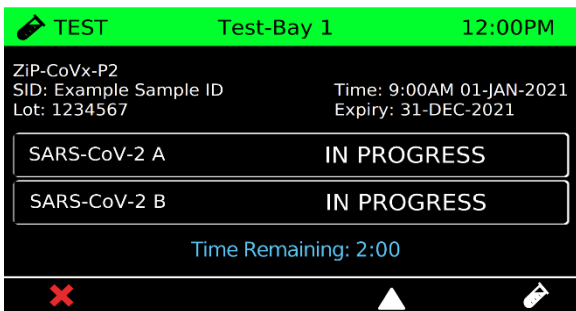 TEST Test-Bay 1 12:00PM
ZiP-CoVx-P2
SID: Example Sample ID Time: 9:00AM 01-JAN-2021
Lot: 1234567 Expiry: 31-DEC-2021
SARS-CoV-2 A IN PROGRESS
SARS-CoV-2 B IN PROGRESS
Time Remaining: 2:00